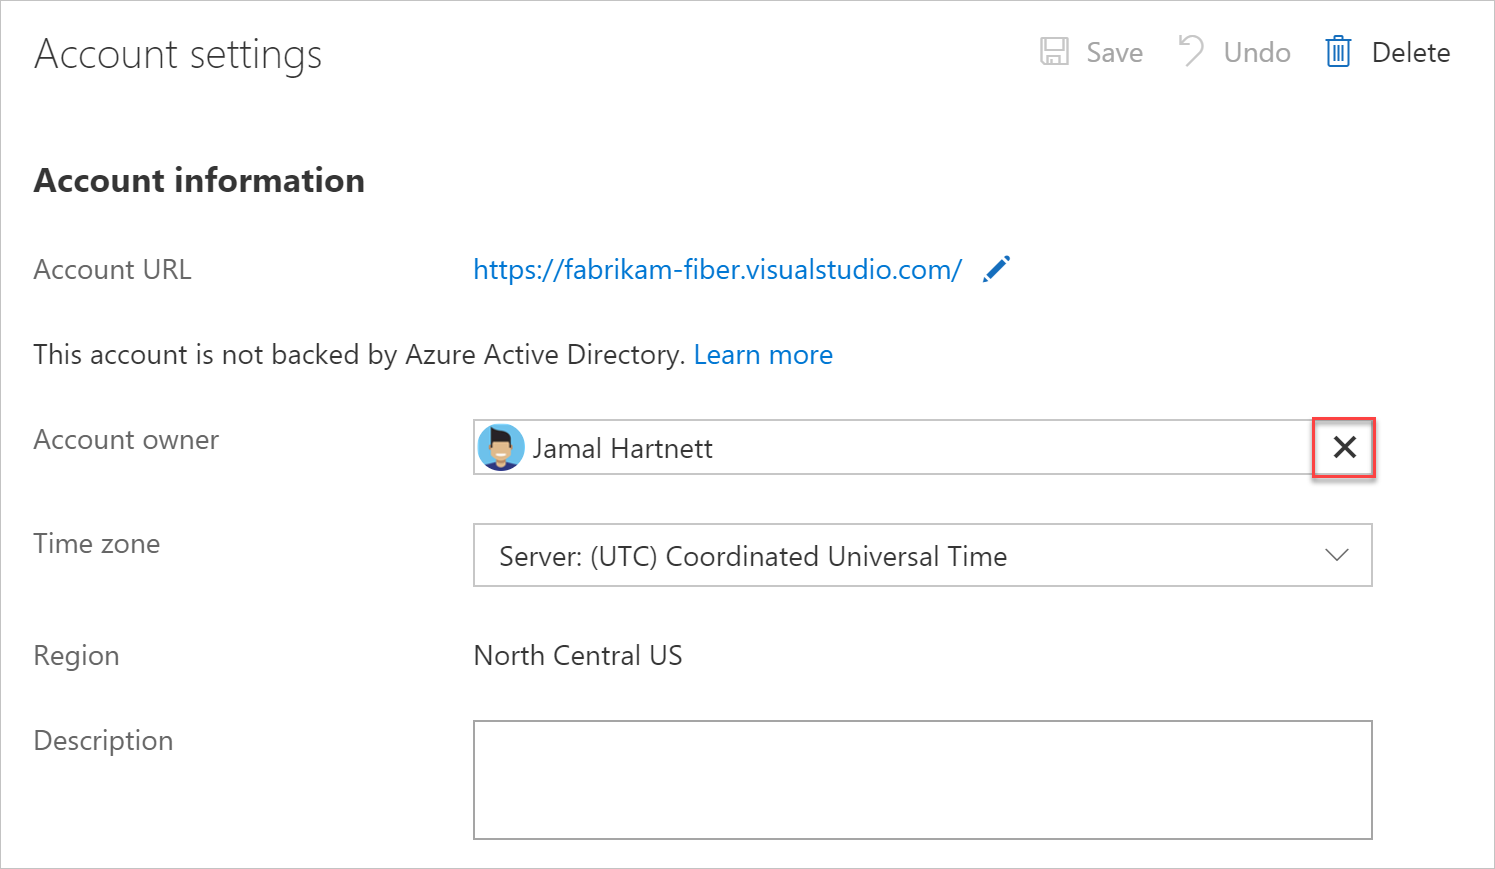 Account settings
Save Undo Delete
Account information
Account URL https://fabrikam-fiber.visualstudio.com/
This account is not backed by Azure Active Directory. Learn more
Account owner Jamal Hartnett
Time zone Server: (UTC) Coordinated Universal Time
Region North Central US
Description